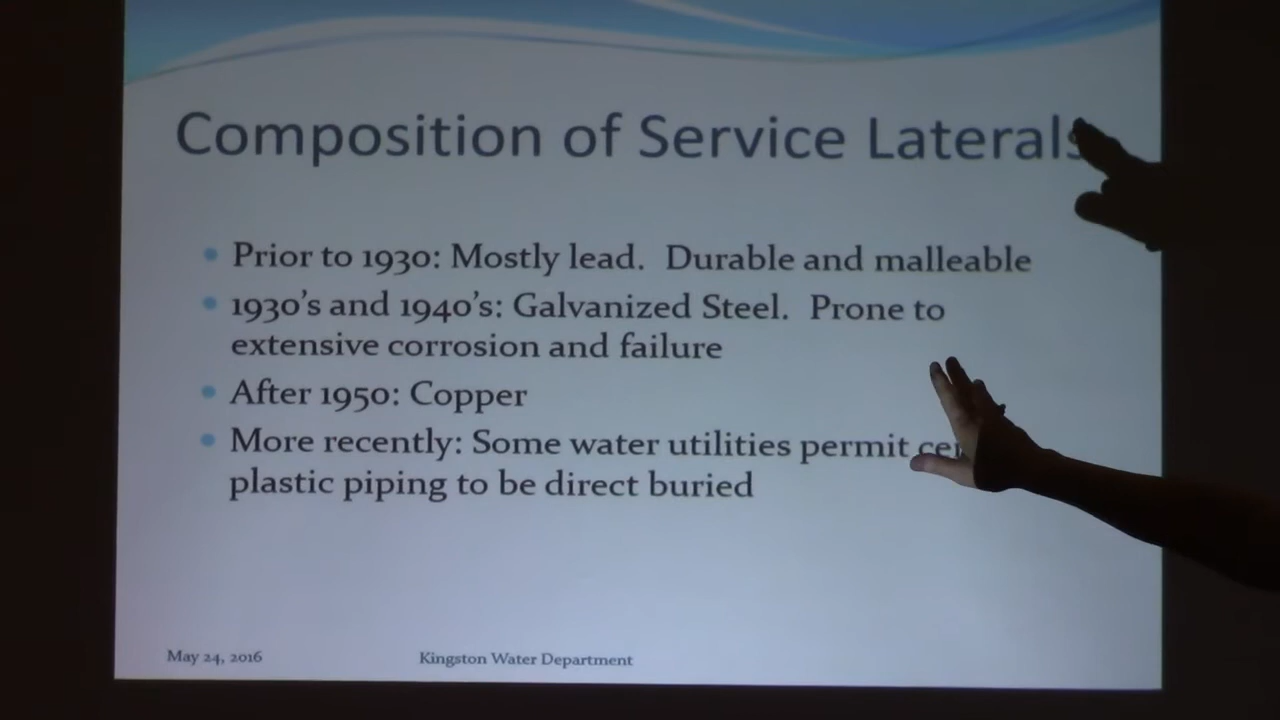 Composition of Service Laterals
Prior to 1930: Mostly lead. Durable and malleable
1930's and 1940's: Galvanized Steel. Prone to
extensive corrosion and failure
After 1950: Copper
More recently: Some water utilities permit
plastic piping to be direct buried
May 24, 2016
Kingston Water Department